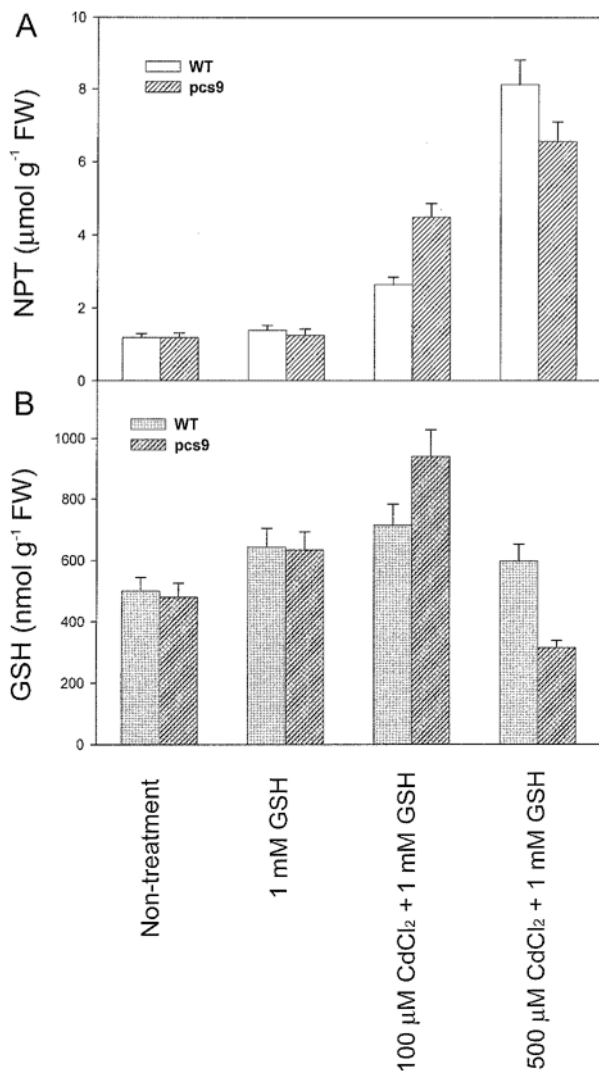 A
10
8
6
4
2
0
NPT (μmol g⁻¹ FW)
WT
pcs9
B
1000
800
600
400
200
0
GSH (nmol g⁻¹ FW)
WT
pcs9
Non-treatment
1 mM GSH
100 μM CdCl₂ + 1 mM GSH
500 μM CdCl₂ + 1 mM GSH